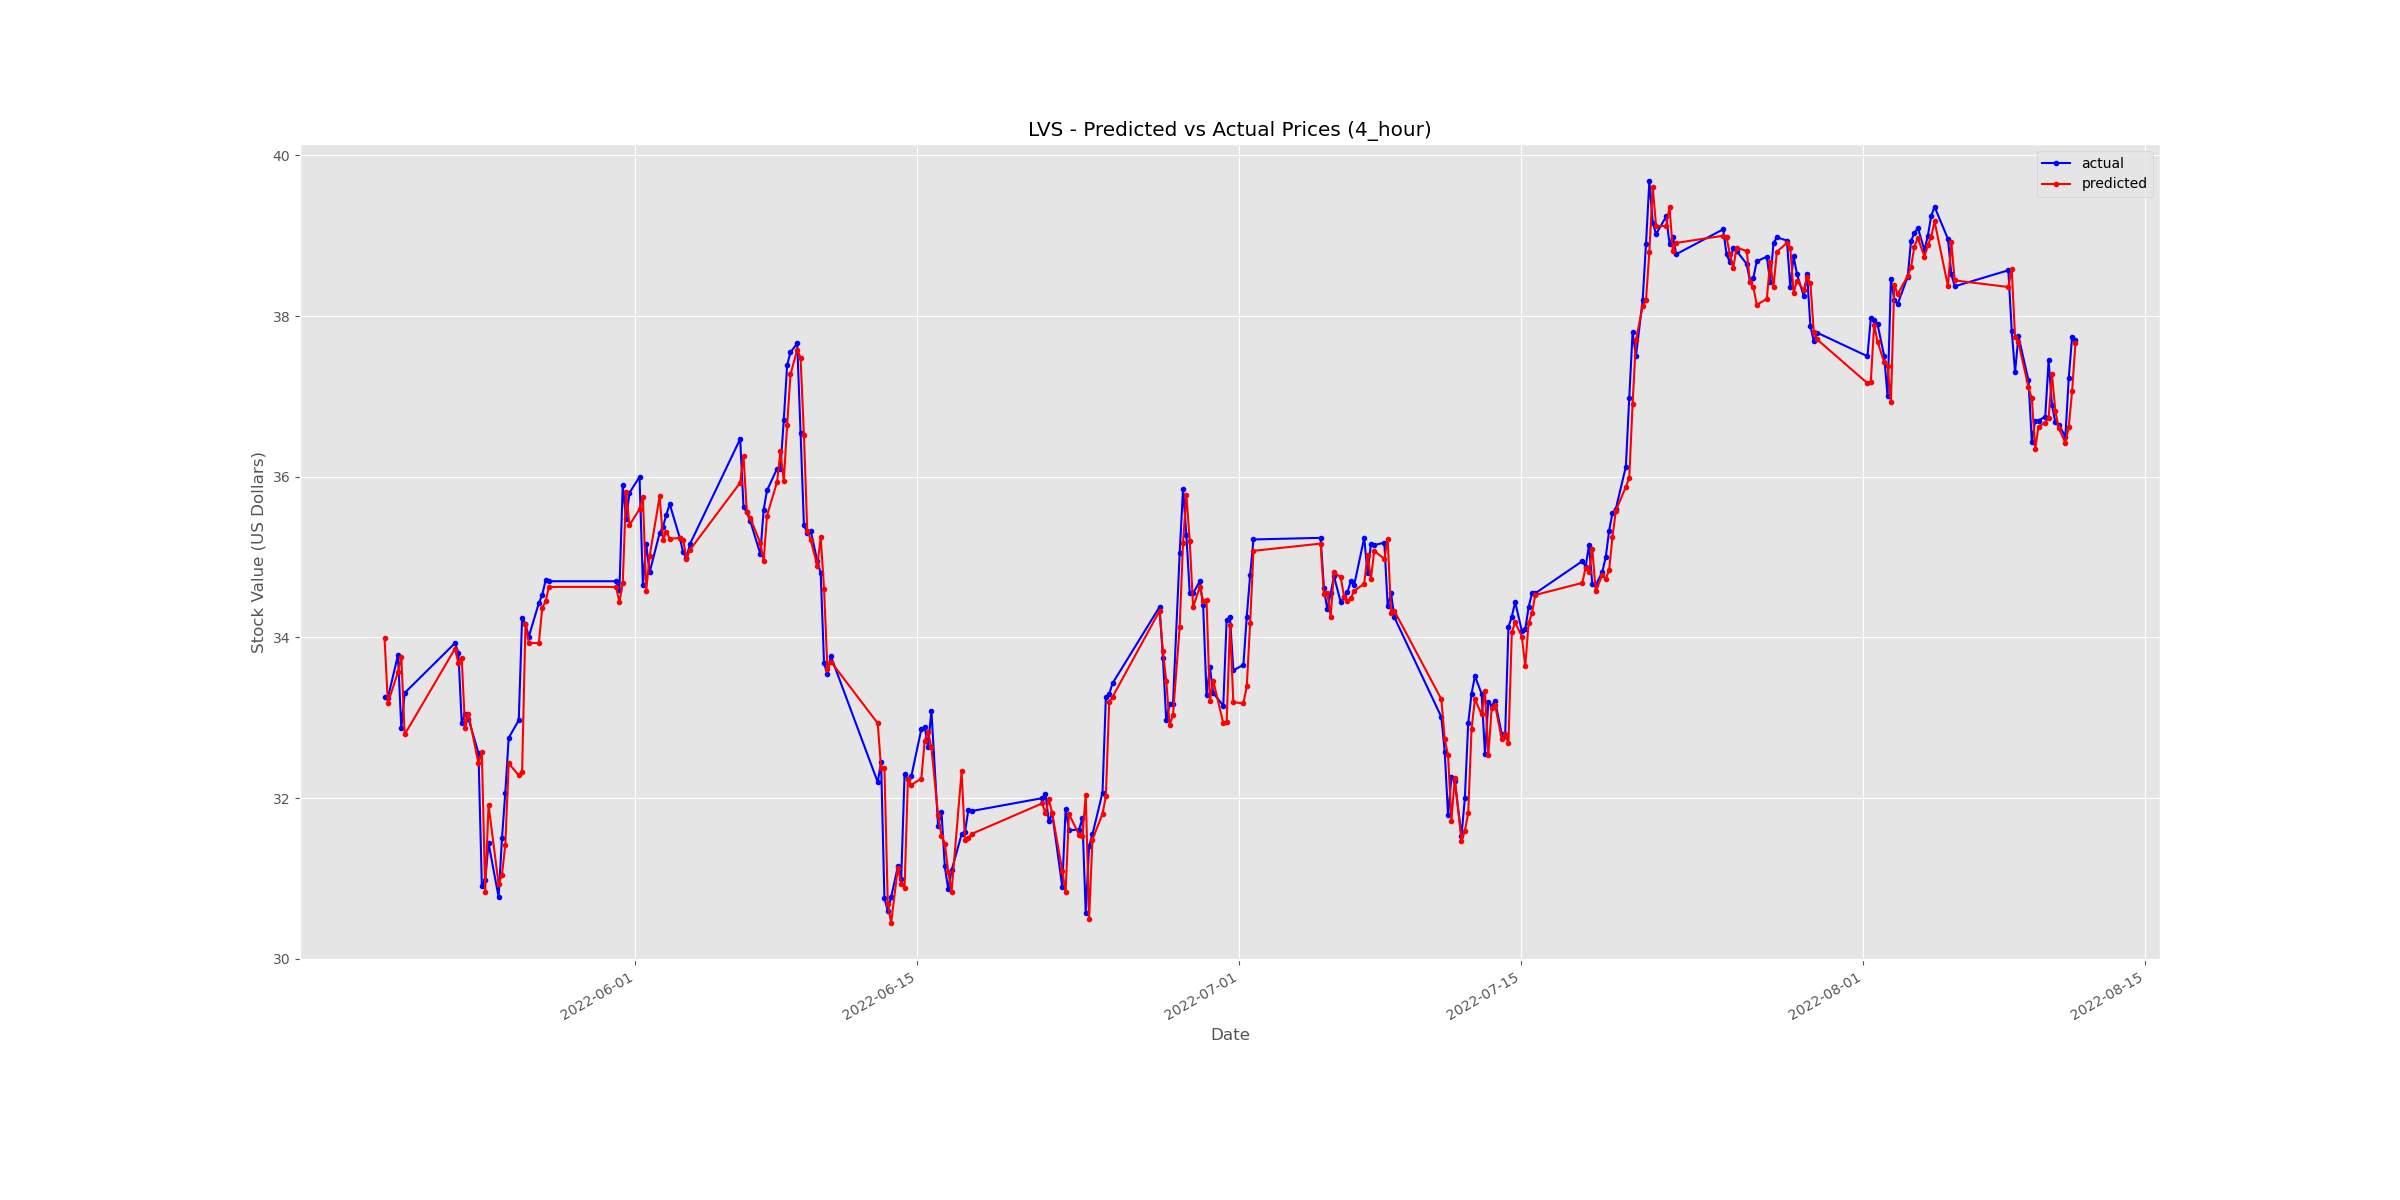 LVS - Predicted vs Actual Prices (4_hour)
actual
predicted
40
38
36
34
32
30
Stock Value (US Dollars)
2022-06-01
2022-06-15
2022-07-01
2022-07-15
2022-08-01
2022-08-15
Date